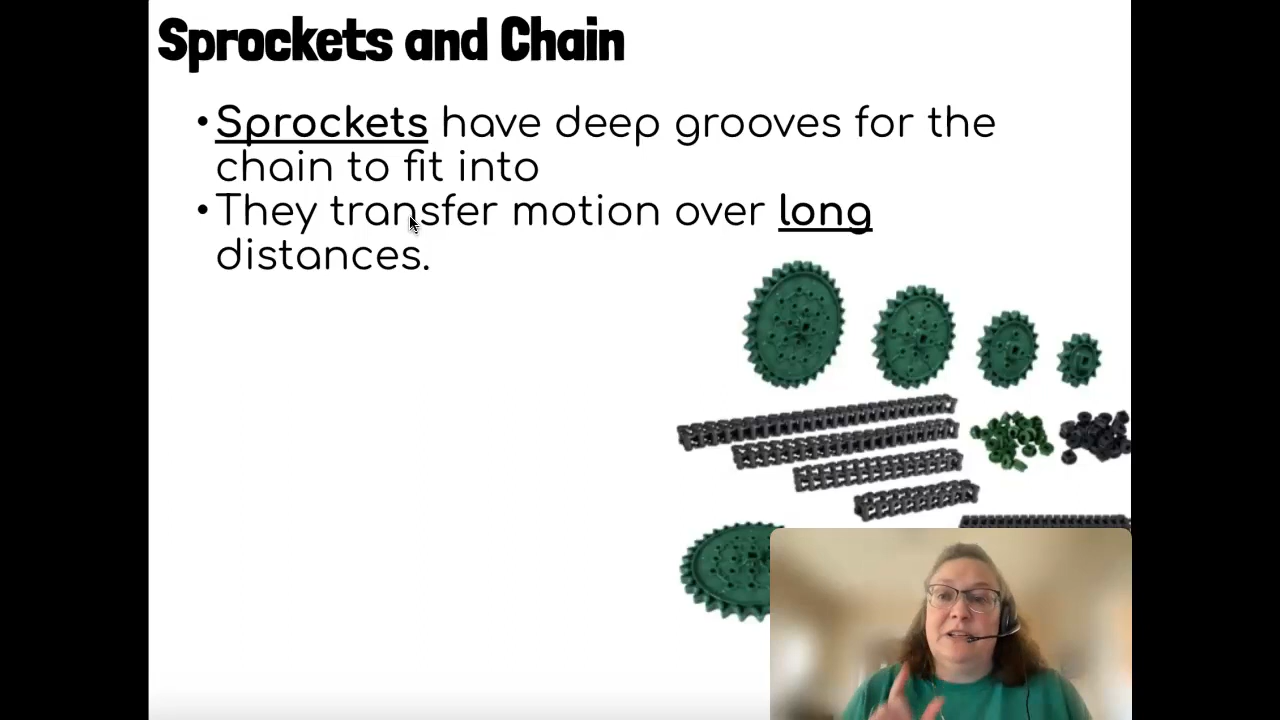 Sprockets and Chain
• Sprockets have deep grooves for the
chain to fit into
• They transfer motion over long
distances.